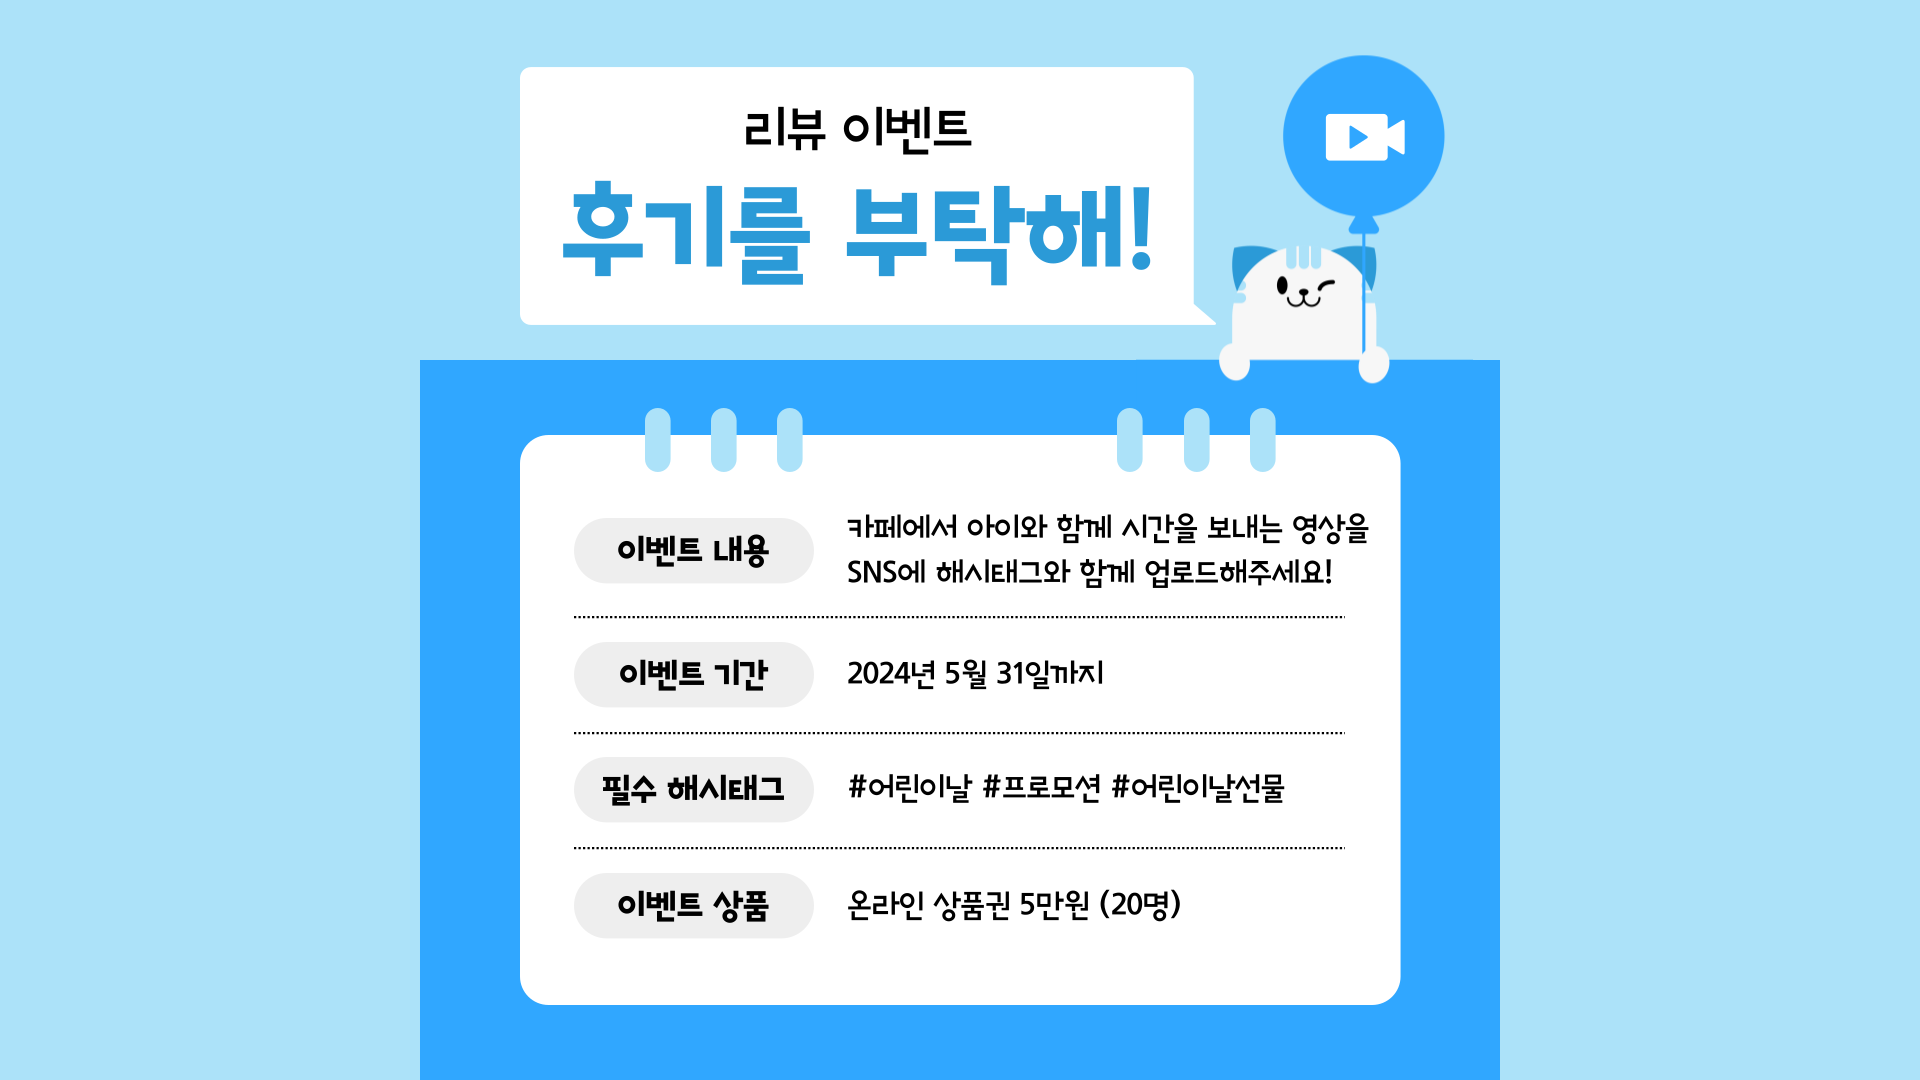 리뷰 이벤트
후기를 부탁해!
이벤트 내용
카페에서 아이와 함께 시간을 보내는 영상을
SNS에 해시태그와 함께 업로드해주세요!
이벤트 기간
2024년 5월 31일까지
필수 해시태그
#어린이날 #프로모션 #어린이날선물
이벤트 상품
온라인 상품권 5만원 (20명)